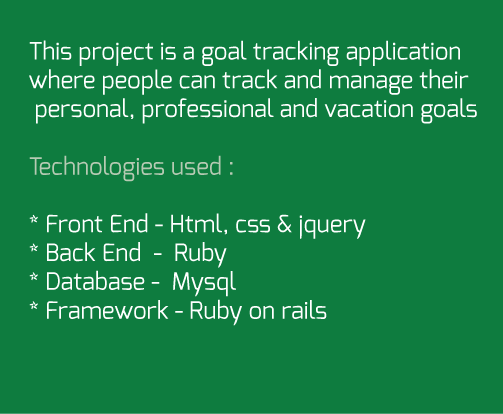 This project is a goal tracking application
where people can track and manage their
personal, professional and vacation goals
Technologies used :
* Front End - Html, css & jquery
* Back End - Ruby
* Database - Mysql
* Framework - Ruby on rails